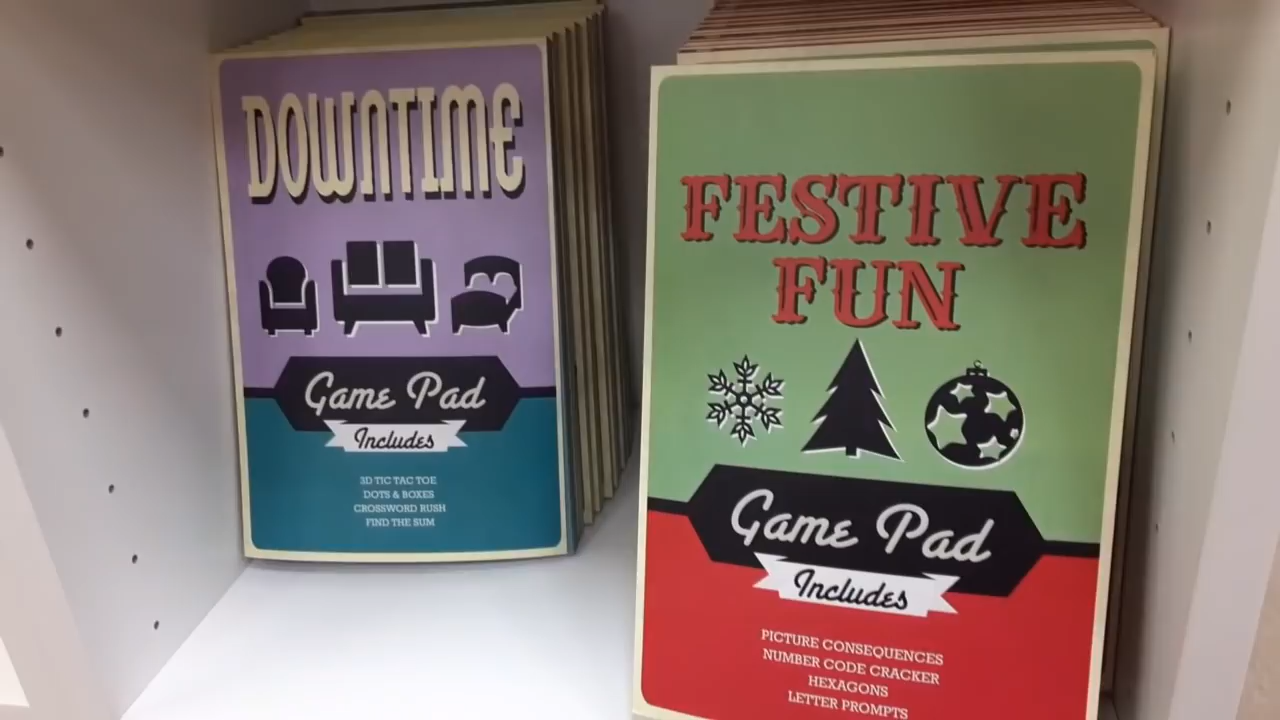 DOWNTIME
Game Pad
Includes
3D TIC TAC TOE
DOTS & BOXES
CROSSWORD RUSH
FIND THE SUM
FESTIVE
FUN
Game Pad
Includes
PICTURE CONSEQUENCES
NUMBER CODE CRACKER
HEXAGONS
LETTER PROMPTS